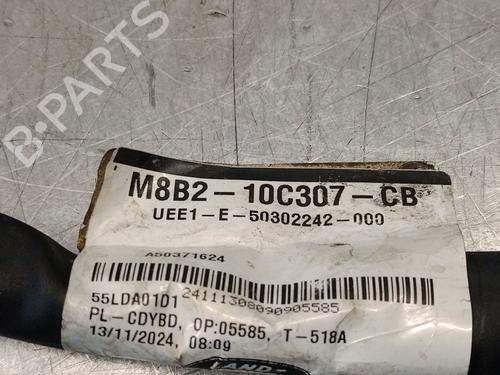 B-PARTS
M8B2-10C307-CB
UEE1-E-50302242-000
A50371624
24111308090905585
55LDA01D1
PL-CDYBD, OP:05585, T-518A
13/11/2024, 08:09
LAND-